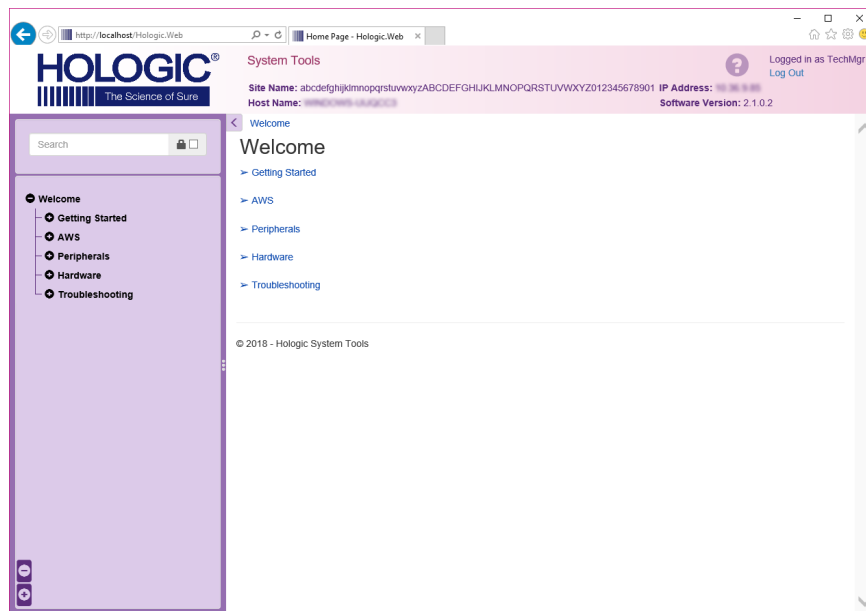 http://localhost/Hologic.Web
Home Page - Hologic.Web
HOLOGIC®
The Science of Sure
System Tools
Logged in as TechMgr
Log Out
Site Name: abcdefghijklmnopqrstuvwxyzABCDEFGHIJKLMNOPQRSTUVWXYZ012345678901 IP Address:
Host Name:
Software Version: 2.1.0.2
Search
Welcome
Getting Started
AWS
Peripherals
Hardware
Troubleshooting
Welcome
Welcome
➢ Getting Started
➢ AWS
➢ Peripherals
➢ Hardware
➢ Troubleshooting
© 2018 - Hologic System Tools